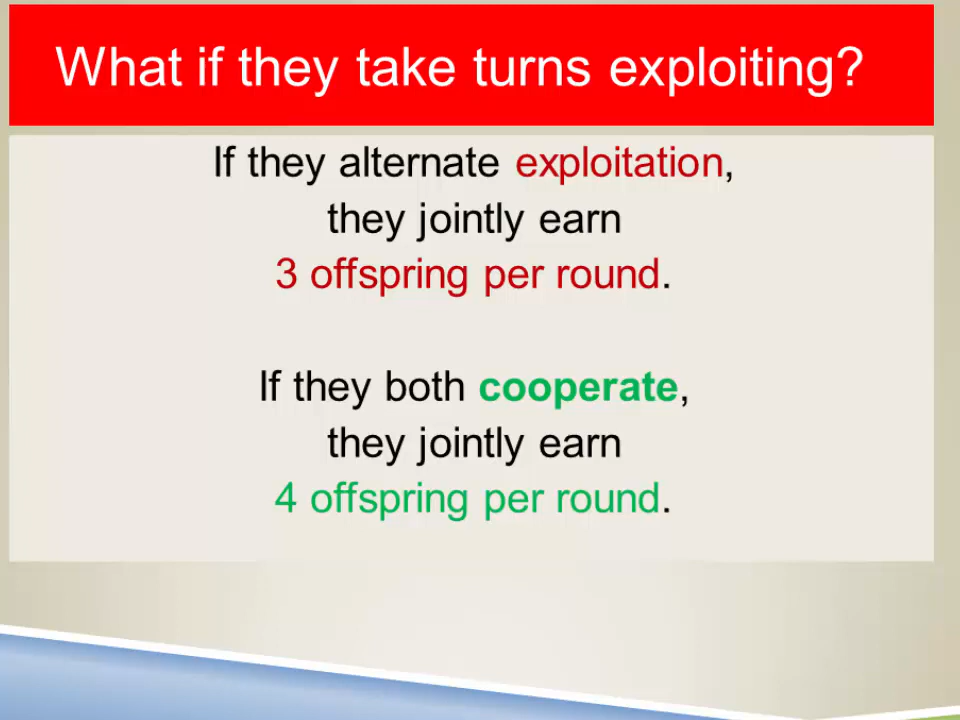 What if they take turns exploiting?
If they alternate exploitation,
they jointly earn
3 offspring per round.
If they both cooperate,
they jointly earn
4 offspring per round.